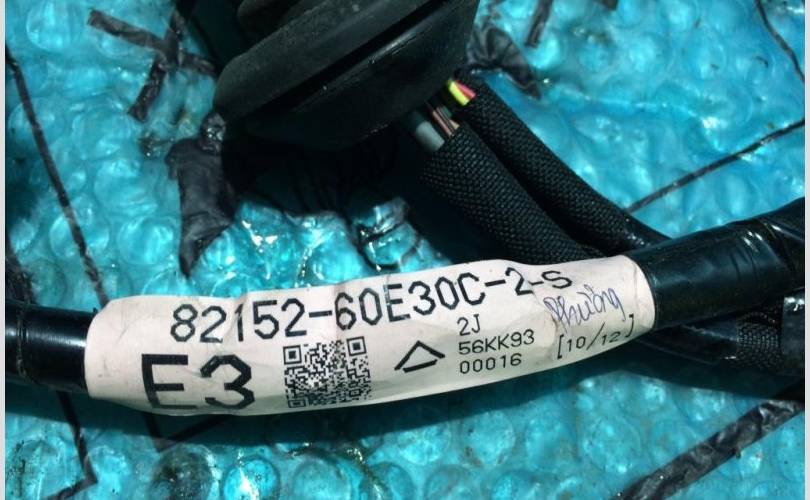 82152-60E30C-2-S
E3
2J
56KK93
00016
[10/12]
Phường